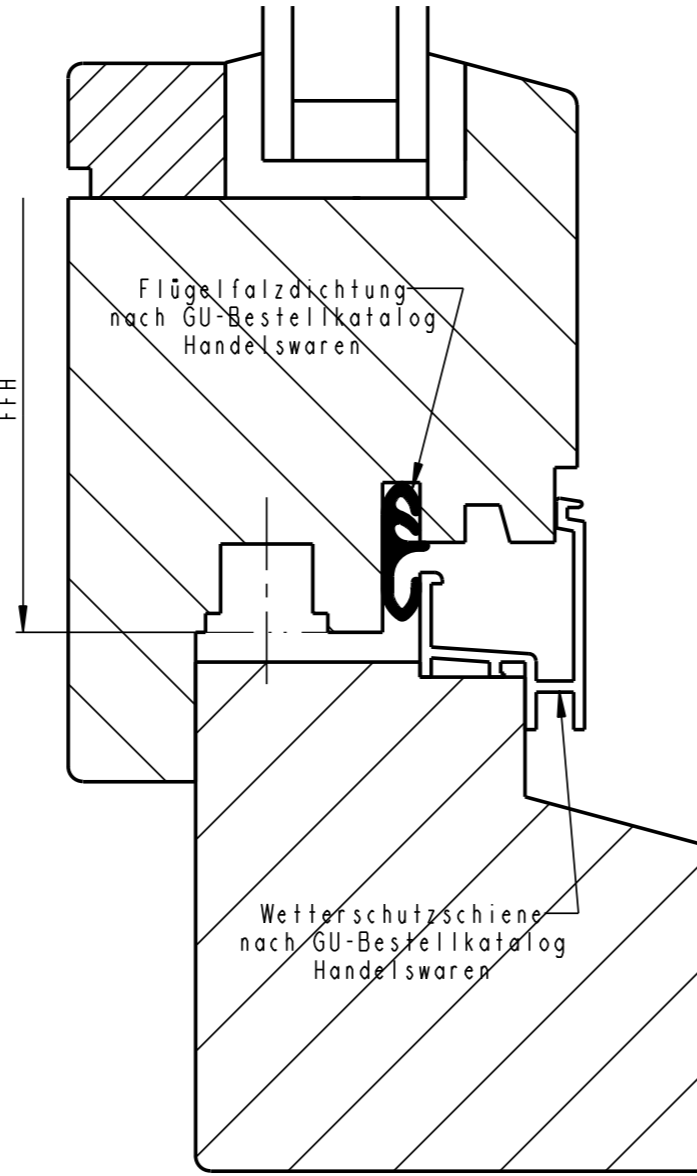 Flügelfalzdichtung
nach GU-Bestellkatalog
Handelswaren
FFH
Wetterschutzschiene
nach GU-Bestellkatalog
Handelswaren